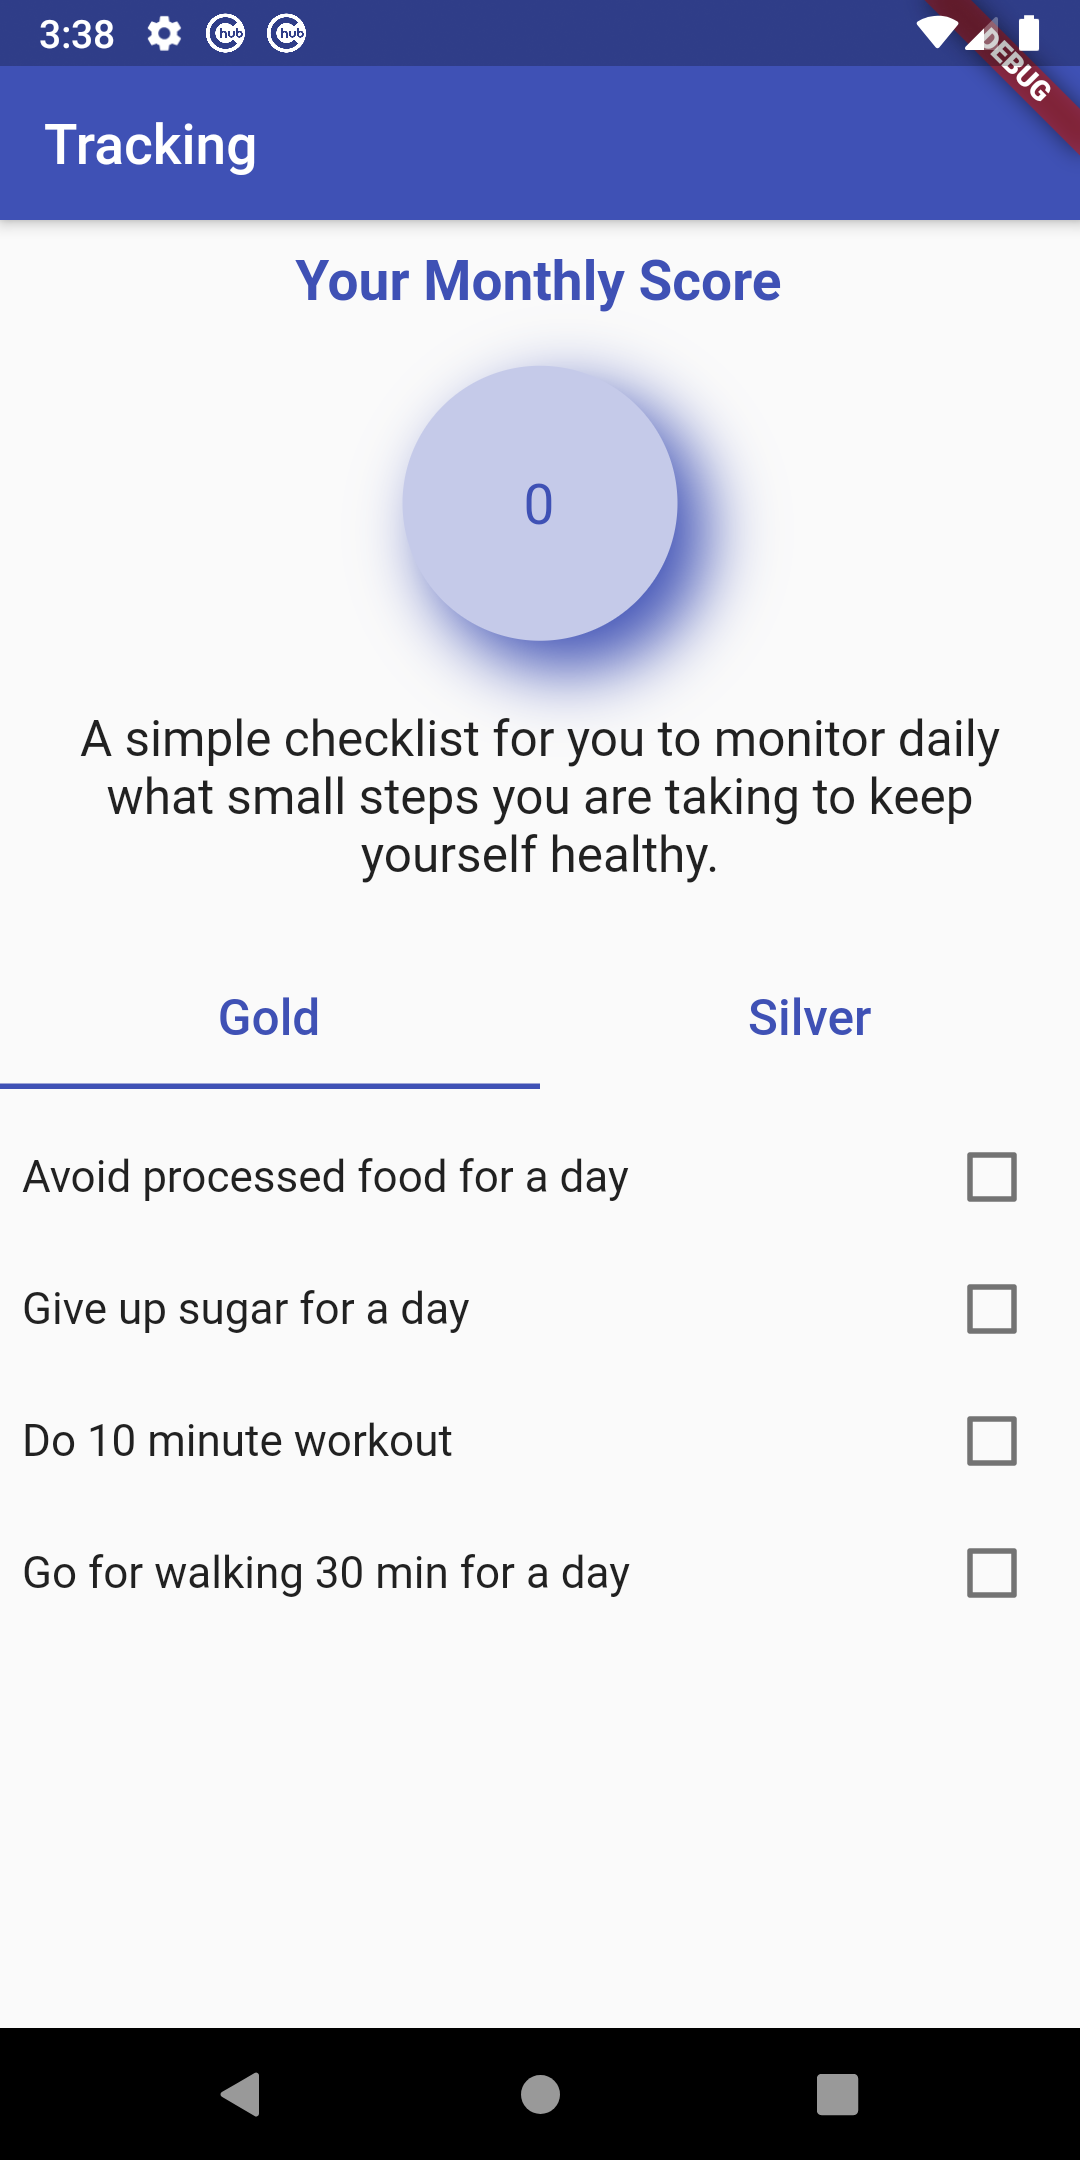 3:38
hub
hub
DEBUG
Tracking
Your Monthly Score
0
A simple checklist for you to monitor daily
what small steps you are taking to keep
yourself healthy.
Gold
Silver
Avoid processed food for a day
Give up sugar for a day
Do 10 minute workout
Go for walking 30 min for a day